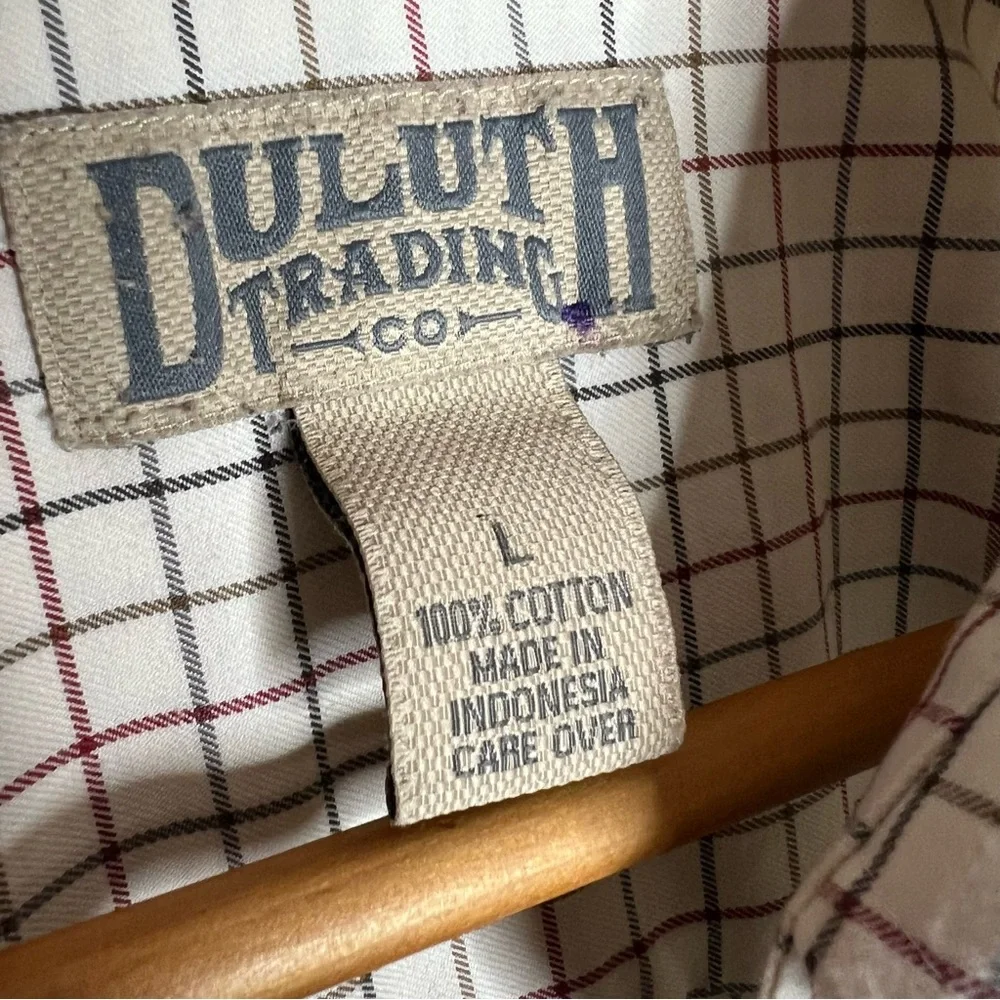 DULUTH
TRADING
CO
L
100% COTTON
MADE IN
INDONESIA
CARE OVER